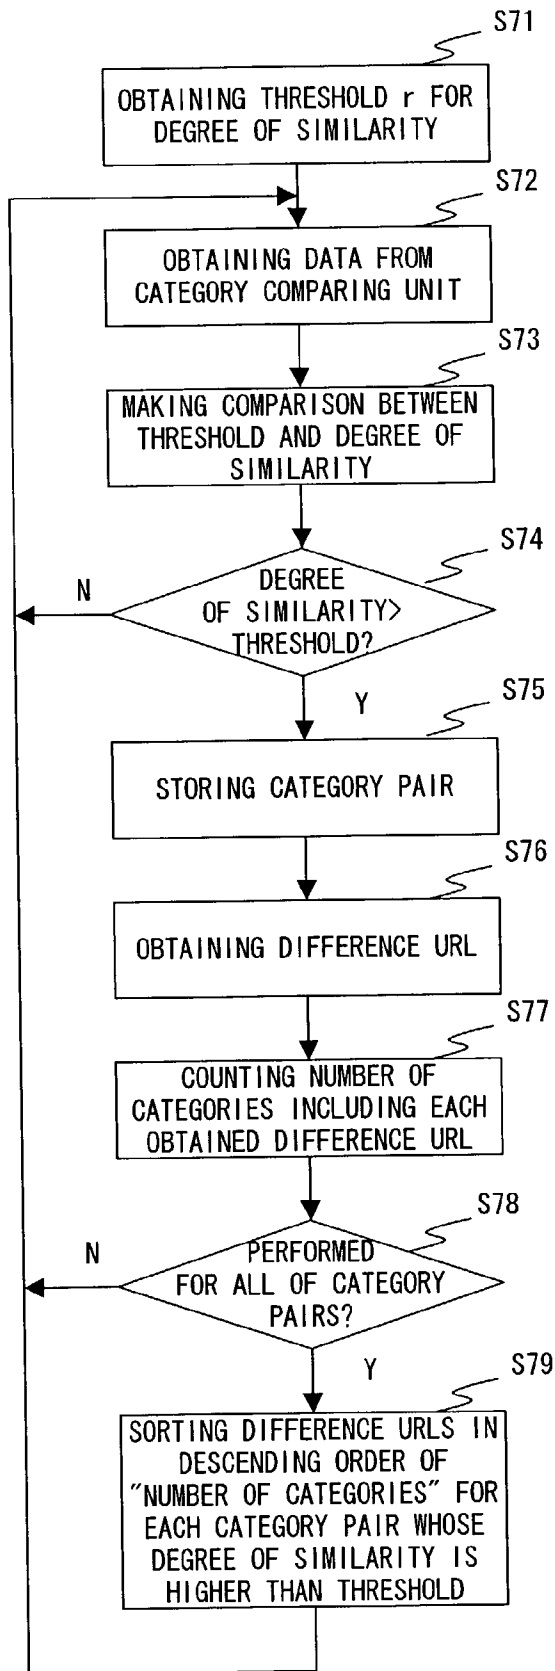 S71
OBTAINING THRESHOLD r FOR
DEGREE OF SIMILARITY
S72
OBTAINING DATA FROM
CATEGORY COMPARING UNIT
S73
MAKING COMPARISON BETWEEN
THRESHOLD AND DEGREE OF
SIMILARITY
S74
N
DEGREE
OF SIMILARITY>
THRESHOLD?
Y
S75
STORING CATEGORY PAIR
S76
OBTAINING DIFFERENCE URL
S77
COUNTING NUMBER OF
CATEGORIES INCLUDING EACH
OBTAINED DIFFERENCE URL
S78
N
PERFORMED
FOR ALL OF CATEGORY
PAIRS?
Y
S79
SORTING DIFFERENCE URLS IN
DESCENDING ORDER OF
"NUMBER OF CATEGORIES" FOR
EACH CATEGORY PAIR WHOSE
DEGREE OF SIMILARITY IS
HIGHER THAN THRESHOLD